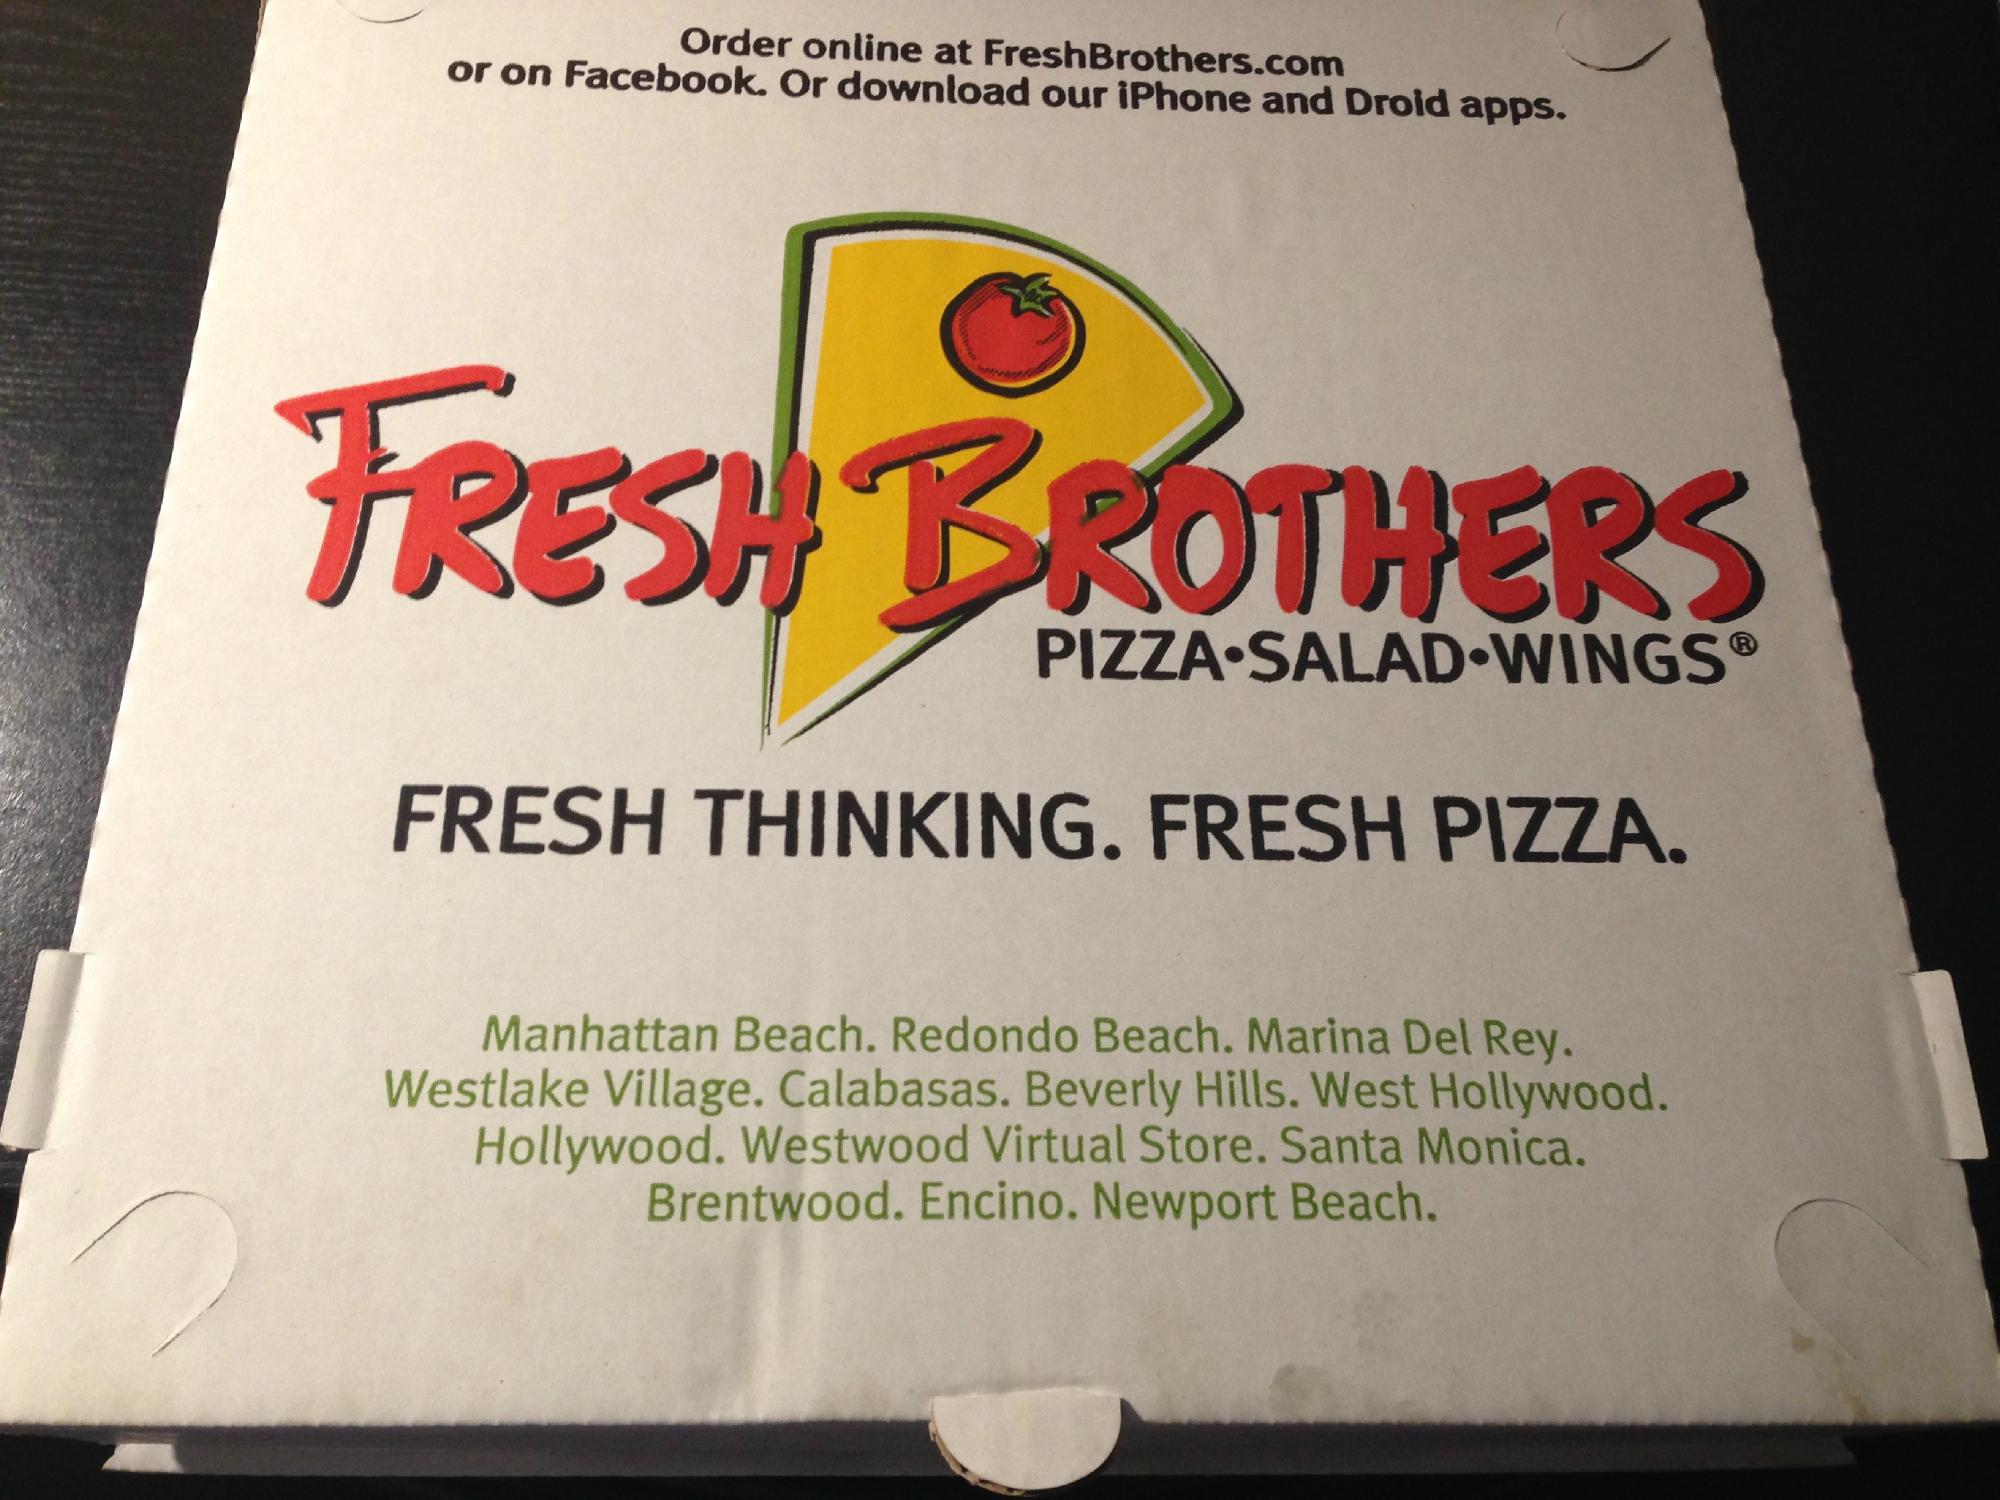 Order online at FreshBrothers.com
or on Facebook. Or download our iPhone and Droid apps.
FRESH BROTHERS
PIZZA•SALAD•WINGS®
FRESH THINKING. FRESH PIZZA.
Manhattan Beach. Redondo Beach. Marina Del Rey.
Westlake Village. Calabasas. Beverly Hills. West Hollywood.
Hollywood. Westwood Virtual Store. Santa Monica.
Brentwood. Encino. Newport Beach.